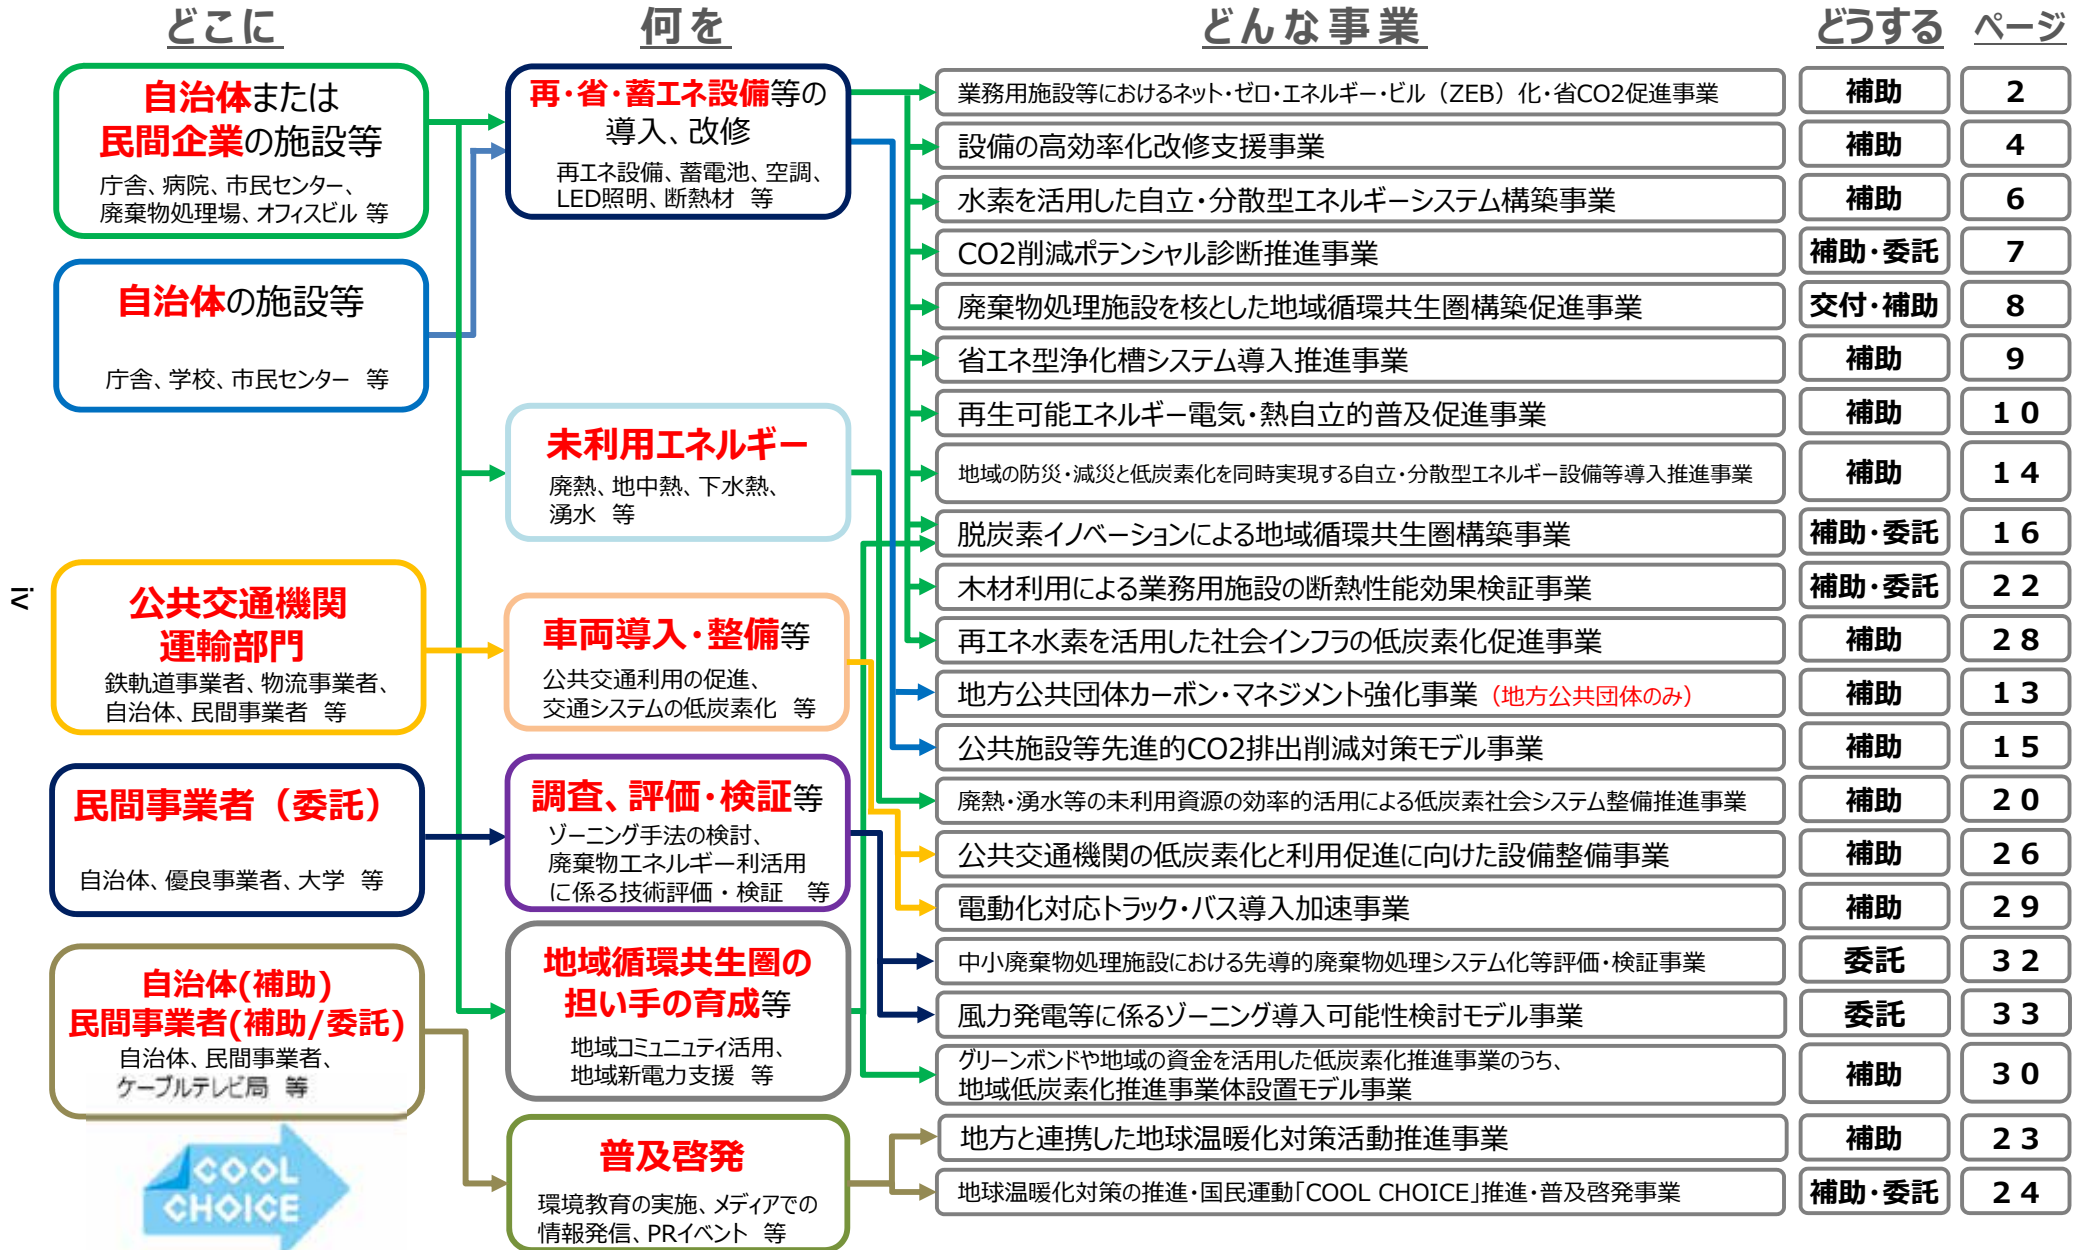 どこに
何を
どんな事業
どうする
ページ
自治体または
民間企業の施設等
庁舎、病院、市民センター、
廃棄物処理場、オフィスビル 等
自治体の施設等
庁舎、学校、市民センター 等
公共交通機関
運輸部門
鉄軌道事業者、物流事業者、
自治体、民間事業者 等
民間事業者（委託）
自治体、優良事業者、大学 等
自治体(補助)
民間事業者(補助/委託)
自治体、民間事業者、
ケーブルテレビ局 等
COOL
CHOICE
iv
再・省・蓄エネ設備等の
導入、改修
再エネ設備、蓄電池、空調、
LED照明、断熱材 等
未利用エネルギー
廃熱、地中熱、下水熱、
湧水 等
車両導入・整備等
公共交通利用の促進、
交通システムの低炭素化 等
調査、評価・検証等
ゾーニング手法の検討、
廃棄物エネルギー利活用
に係る技術評価・検証 等
地域循環共生圏の
担い手の育成等
地域コミュニュティ活用、
地域新電力支援 等
普及啓発
環境教育の実施、メディアでの
情報発信、PRイベント 等
業務用施設等におけるネット・ゼロ・エネルギー・ビル（ZEB）化・省CO2促進事業 補助 2
設備の高効率化改修支援事業 補助 4
水素を活用した自立・分散型エネルギーシステム構築事業 補助 6
CO2削減ポテンシャル診断推進事業 補助・委託 7
廃棄物処理施設を核とした地域循環共生圏構築促進事業 交付・補助 8
省エネ型浄化槽システム導入推進事業 補助 9
再生可能エネルギー電気・熱自立的普及促進事業 補助 10
地域の防災・減災と低炭素化を同時実現する自立・分散型エネルギー設備等導入推進事業 補助 14
脱炭素イノベーションによる地域循環共生圏構築事業 補助・委託 16
木材利用による業務用施設の断熱性能効果検証事業 補助・委託 22
再エネ水素を活用した社会インフラの低炭素化促進事業 補助 28
地方公共団体カーボン・マネジメント強化事業（地方公共団体のみ） 補助 13
公共施設等先進的CO2排出削減対策モデル事業 補助 15
廃熱・湧水等の未利用資源の効率的活用による低炭素社会システム整備推進事業 補助 20
公共交通機関の低炭素化と利用促進に向けた設備整備事業 補助 26
電動化対応トラック・バス導入加速事業 補助 29
中小廃棄物処理施設における先導的廃棄物処理システム化等評価・検証事業 委託 32
風力発電等に係るゾーニング導入可能性検討モデル事業 委託 33
グリーンボンドや地域の資金を活用した低炭素化推進事業のうち、
地域低炭素化推進事業体設置モデル事業 補助 30
地方と連携した地球温暖化対策活動推進事業 補助 23
地球温暖化対策の推進・国民運動「COOL CHOICE」推進・普及啓発事業 補助・委託 24